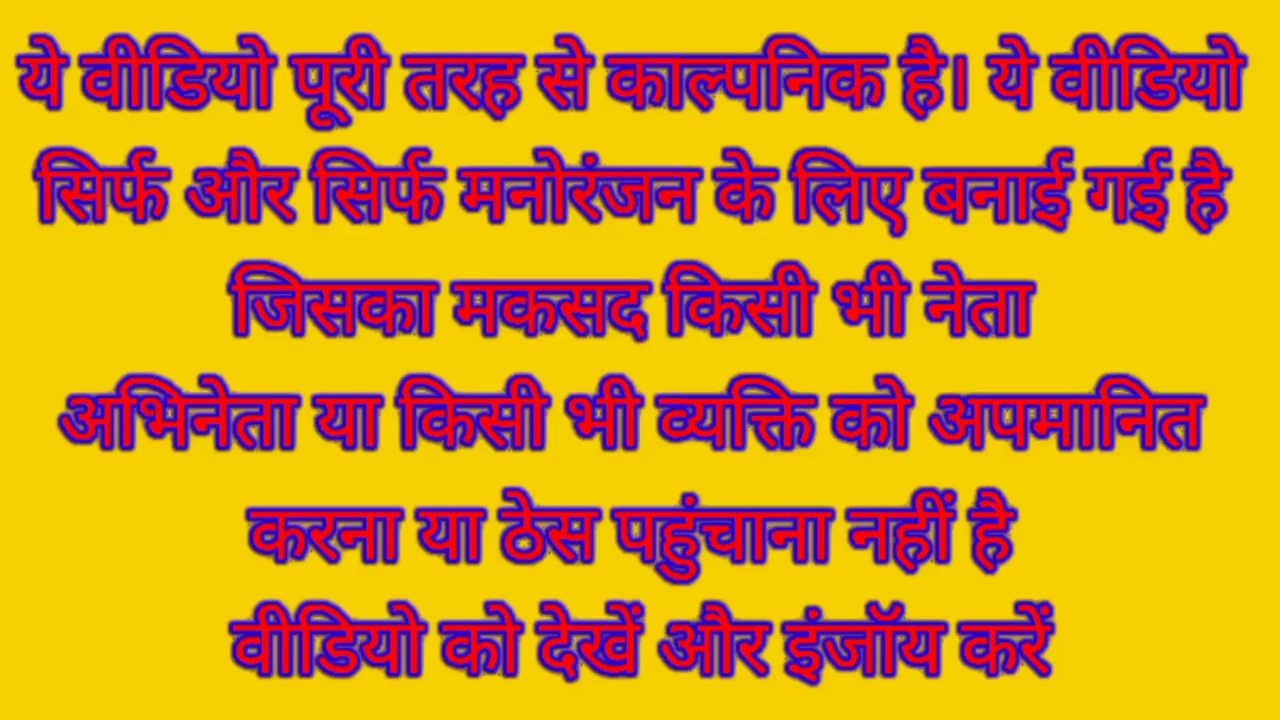 ये वीडियो पूरी तरह से काल्पनिक है। ये वीडियो
सिर्फ और सिर्फ मनोरंजन के लिए बनाई गई है
जिसका मकसद किसी भी नेता
अभिनेता या किसी भी व्यक्ति को अपमानित
करना या ठेस पहुंचाना नहीं है
वीडियो को देखें और इंजॉय करें